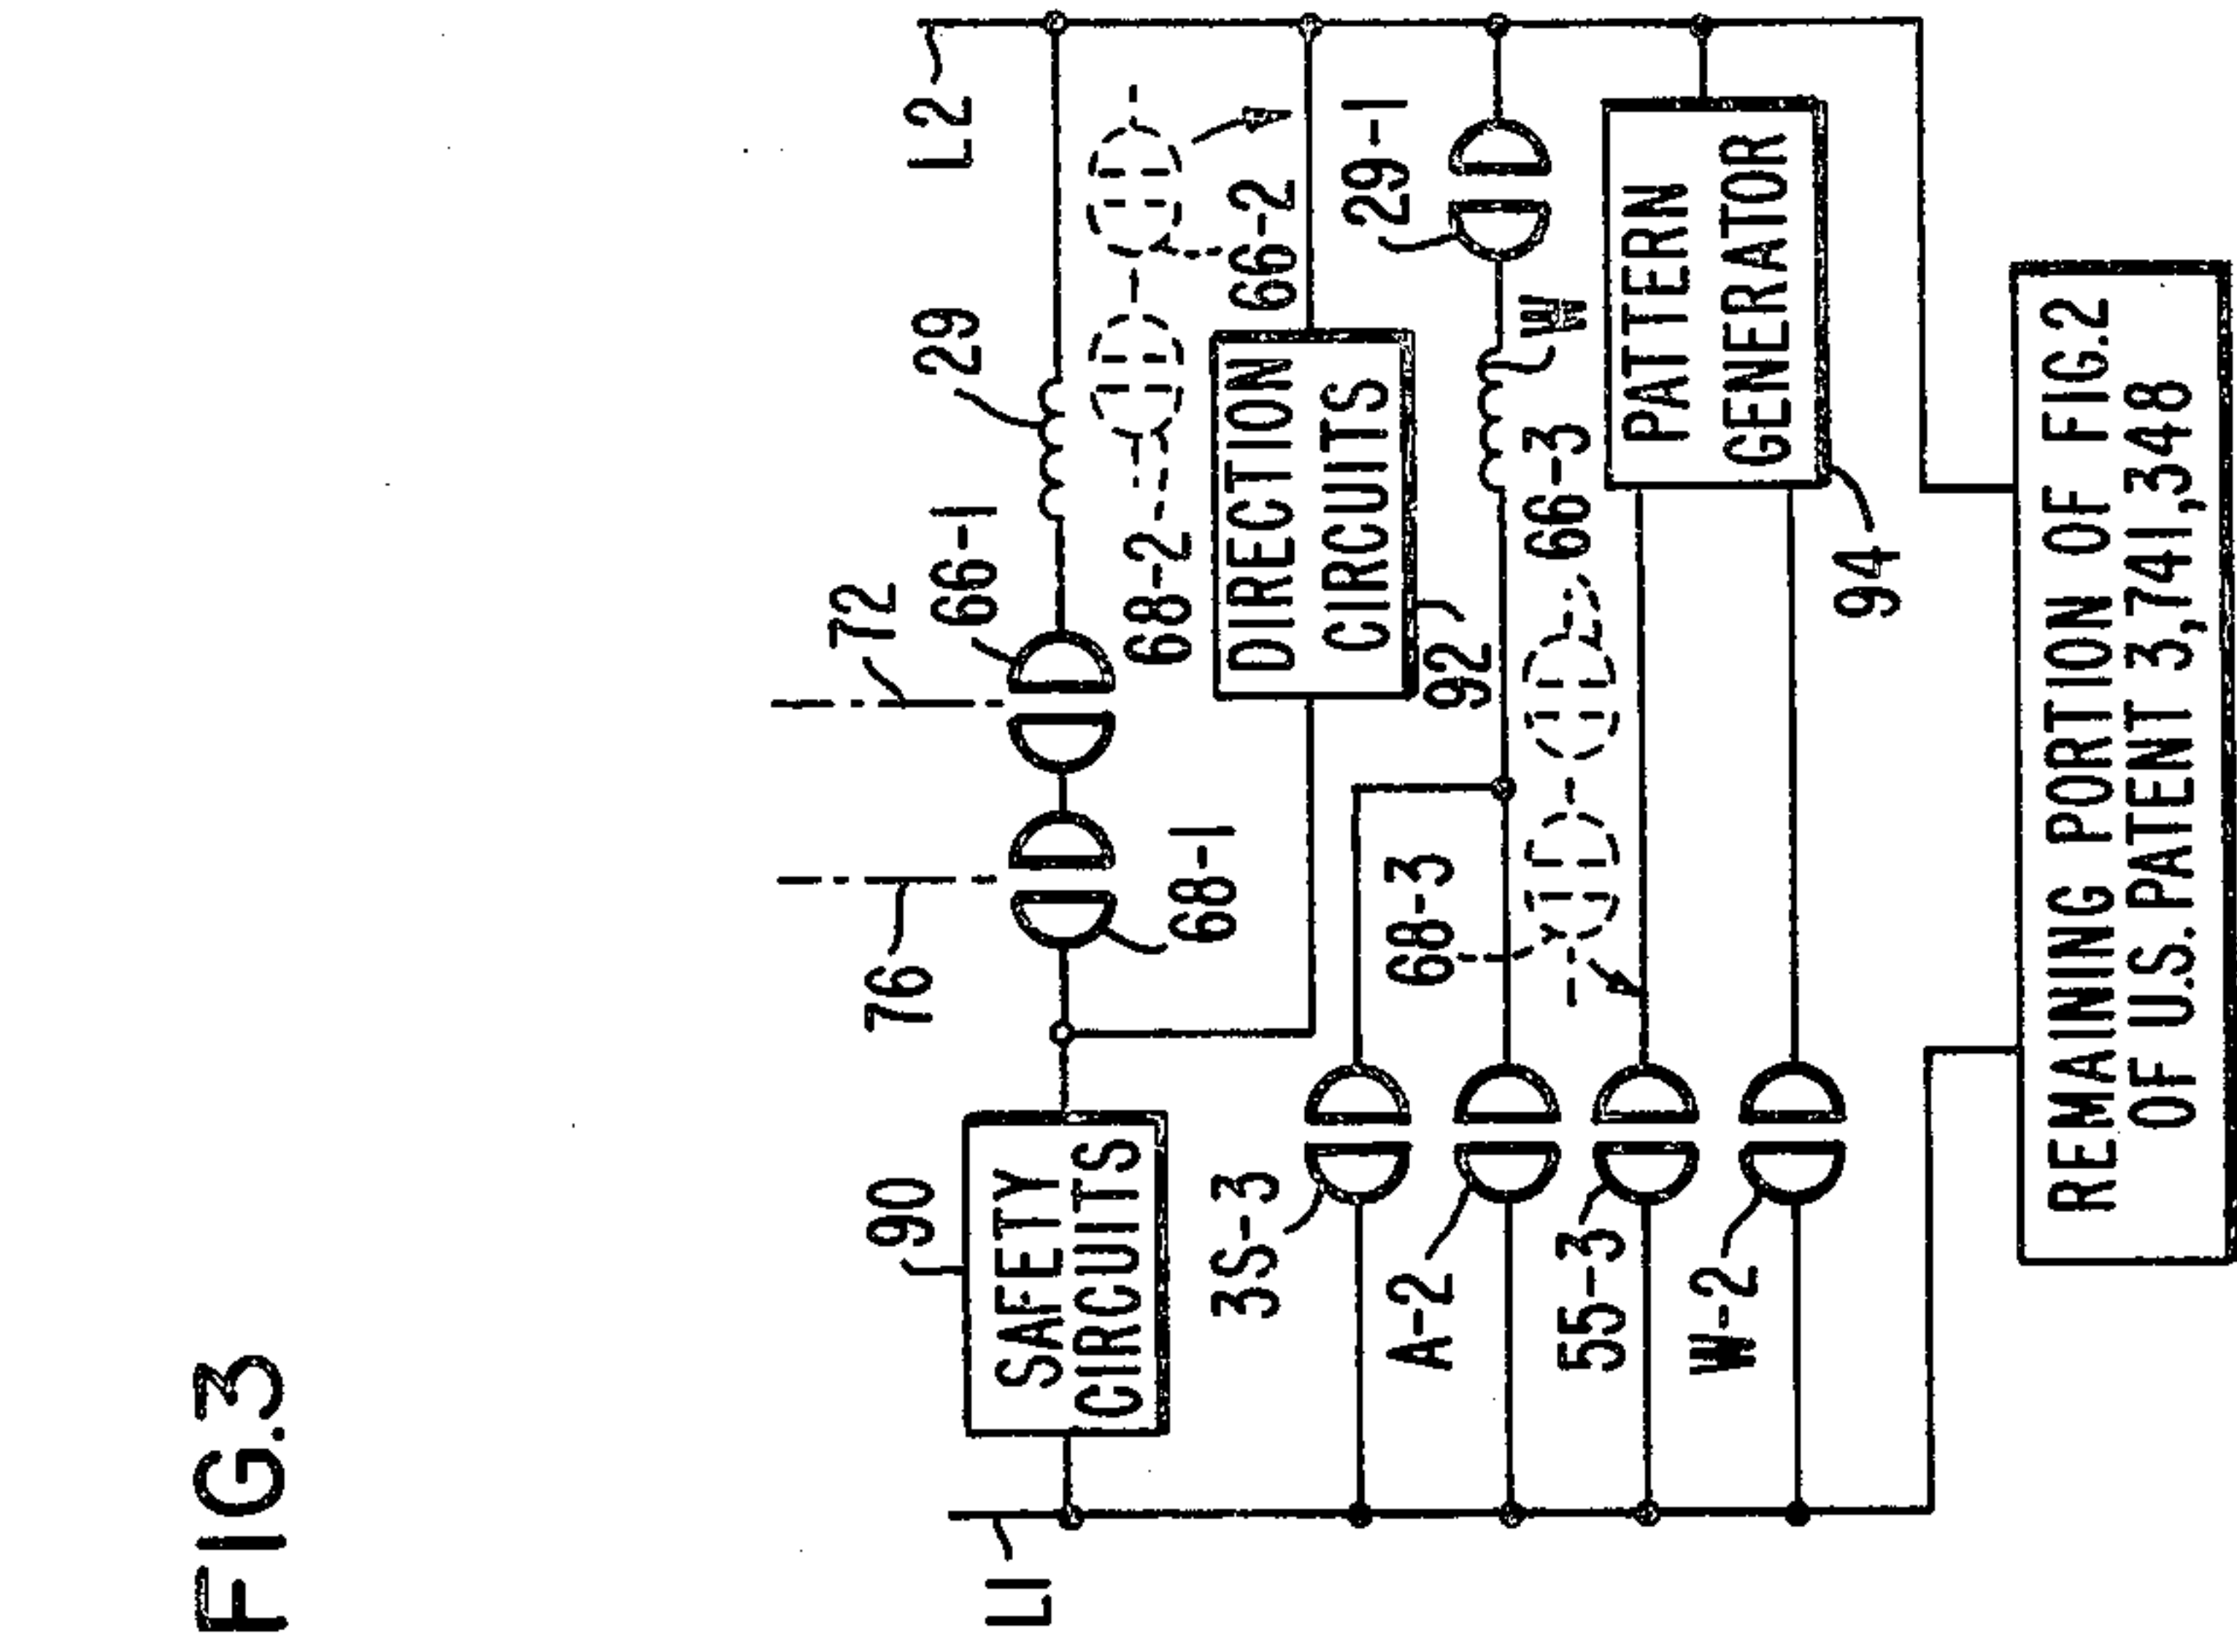 FIG.3
L1
L2
90
SAFETY
CIRCUITS
76
68-1
72
66-1
29
68-2
66-2
DIRECTION
CIRCUITS
92
3S-3
A-2
55-3
W-2
68-3
66-3
W
29-1
PATTERN
GENERATOR
94
REMAINING PORTION OF FIG.2
OF U.S.PATENT 3,741,348